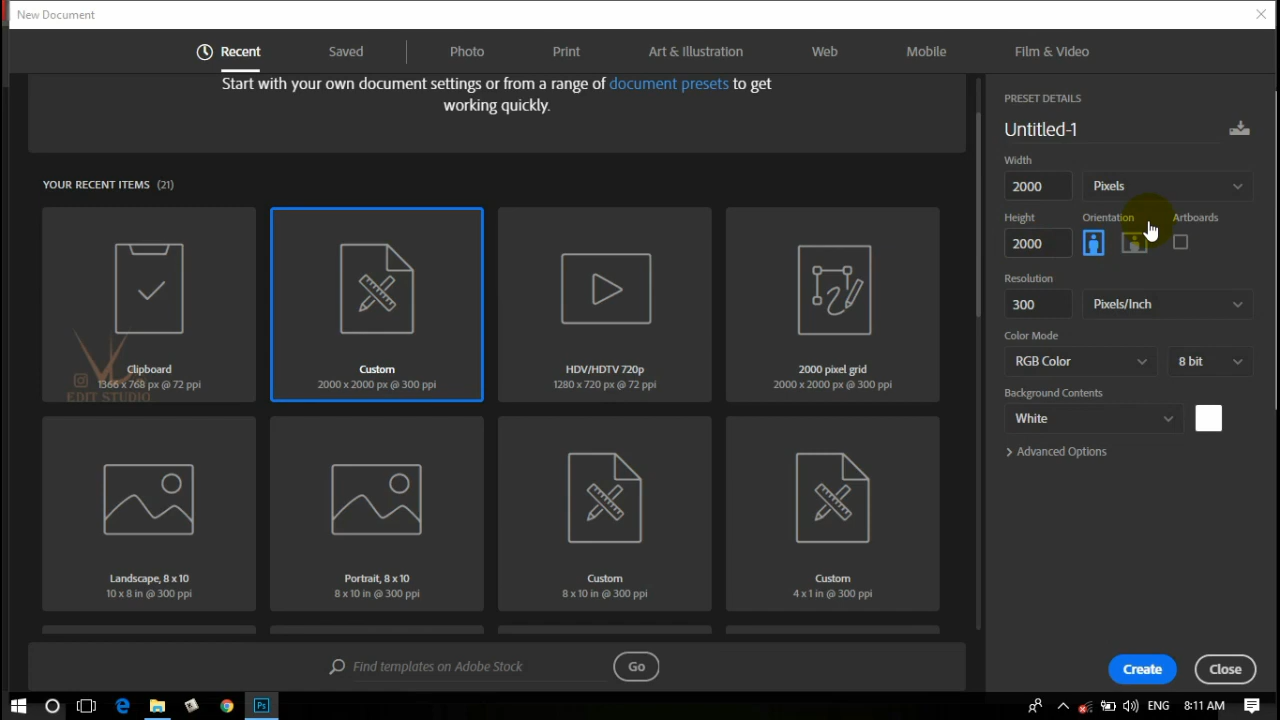 New Document
Recent
Saved
Photo
Print
Art & Illustration
Web
Mobile
Film & Video
Start with your own document settings or from a range of document presets to get
working quickly.
YOUR RECENT ITEMS (21)
Clipboard
1366 x 768 px @ 72 ppi
EDIT STUDIO
Custom
2000 x 2000 px @ 300 ppi
HDV/HDTV 720p
1280 x 720 px @ 72 ppi
2000 pixel grid
2000 x 2000 px @ 300 ppi
Landscape, 8 x 10
10 x 8 in @ 300 ppi
Portrait, 8 x 10
8 x 10 in @ 300 ppi
Custom
8 x 10 in @ 300 ppi
Custom
4 x 1 in @ 300 ppi
Find templates on Adobe Stock
Go
PRESET DETAILS
Untitled-1
Width
2000
Pixels
Height
Orientation
Artboards
2000
Resolution
300
Pixels/Inch
Color Mode
RGB Color
8 bit
Background Contents
White
Advanced Options
Create
Close
Ps
ENG
8:11 AM